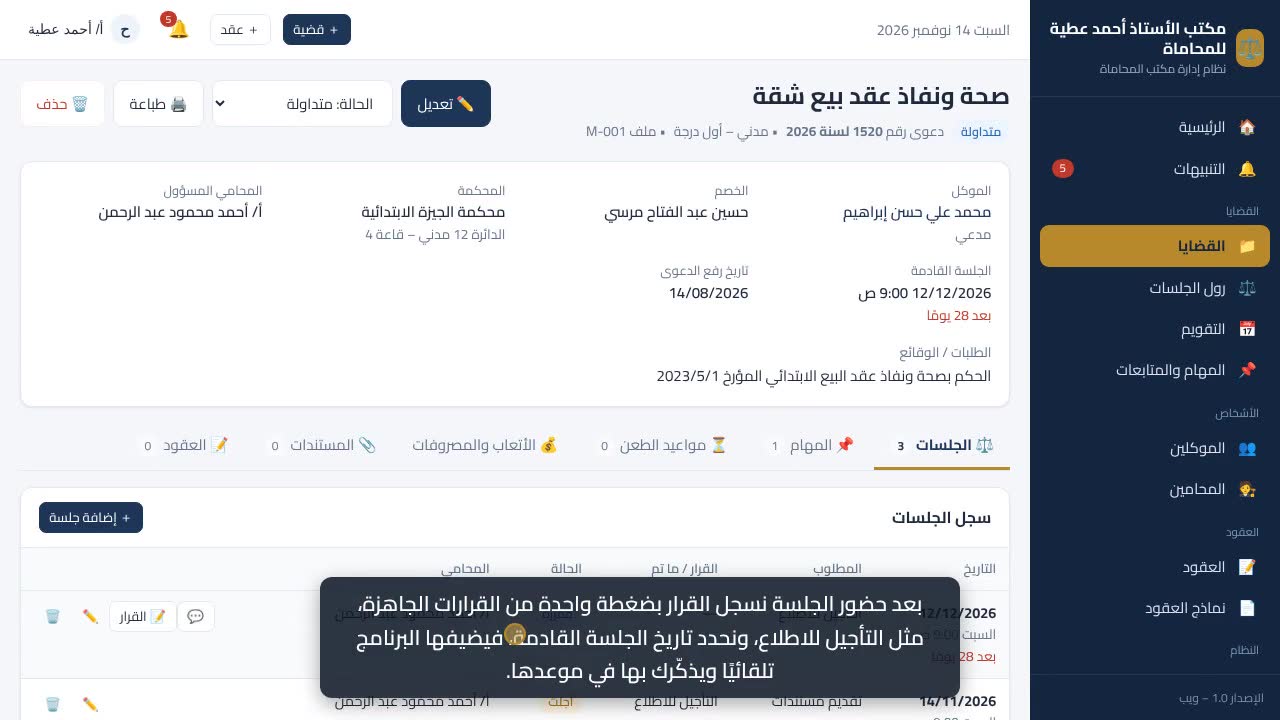 مكتب الأستاذ أحمد عطية
للمحاماة
نظام إدارة مكتب المحاماة
🏠 الرئيسية
🔔 التنبيهات 5
القضايا
📁 القضايا
⚖️ رول الجلسات
📅 التقويم
📌 المهام والمتابعات
الأشخاص
👥 الموكلين
🧑‍⚖️ المحامين
العقود
📝 العقود
📄 نماذج العقود
النظام
الإصدار 1.0 – ويب
السبت 14 نوفمبر 2026
+ قضية
+ عقد
🔔 5
ح
أ/ أحمد عطية
صحة ونفاذ عقد بيع شقة
متداولة دعوى رقم 1520 لسنة 2026 • مدني – أول درجة • ملف M-001
✏️ تعديل
الحالة: متداولة
🖨️ طباعة
🗑️ حذف
الموكل
محمد علي حسن إبراهيم
مدعي
الخصم
حسين عبد الفتاح مرسي
المحكمة
محكمة الجيزة الابتدائية
الدائرة 12 مدني – قاعة 4
المحامي المسؤول
أ/ أحمد محمود عبد الرحمن
الجلسة القادمة
12/12/2026 9:00 ص
بعد 28 يومًا
تاريخ رفع الدعوى
14/08/2026
الطلبات / الوقائع
الحكم بصحة ونفاذ عقد البيع الابتدائي المؤرخ 2023/5/1
⚖️ الجلسات 3
📌 المهام 1
⏳ مواعيد الطعن 0
💰 الأتعاب والمصروفات
📎 المستندات 0
📝 العقود 0
سجل الجلسات
+ إضافة جلسة
التاريخ المطلوب القرار / ما تم الحالة المحامي
12/12/2026
السبت 9:00 ص
بعد 28 يومًا
أ/ أحمد محمود عبد الرحمن
💬
📝 القرار
✏️
🗑️
بعد حضور الجلسة نسجل القرار بضغطة واحدة من القرارات الجاهزة،
مثل التأجيل للاطلاع، ونحدد تاريخ الجلسة القادمة، فيضيفها البرنامج
تلقائيًا ويذكّرك بها في موعدها.
14/11/2026 تقديم مستندات التأجيل للاطلاع أجلت أ/ أحمد محمود عبد الرحمن
✏️
🗑️